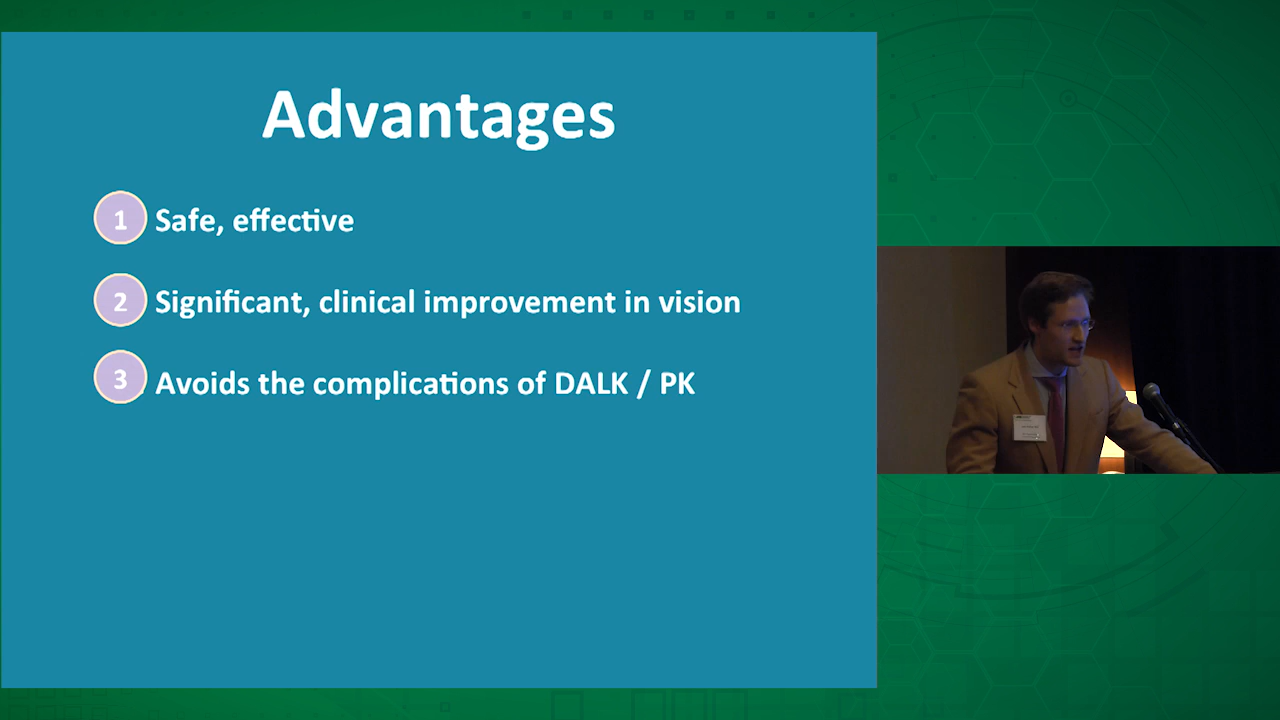 Advantages
1 Safe, effective
2 Significant, clinical improvement in vision
3 Avoids the complications of DALK / PK